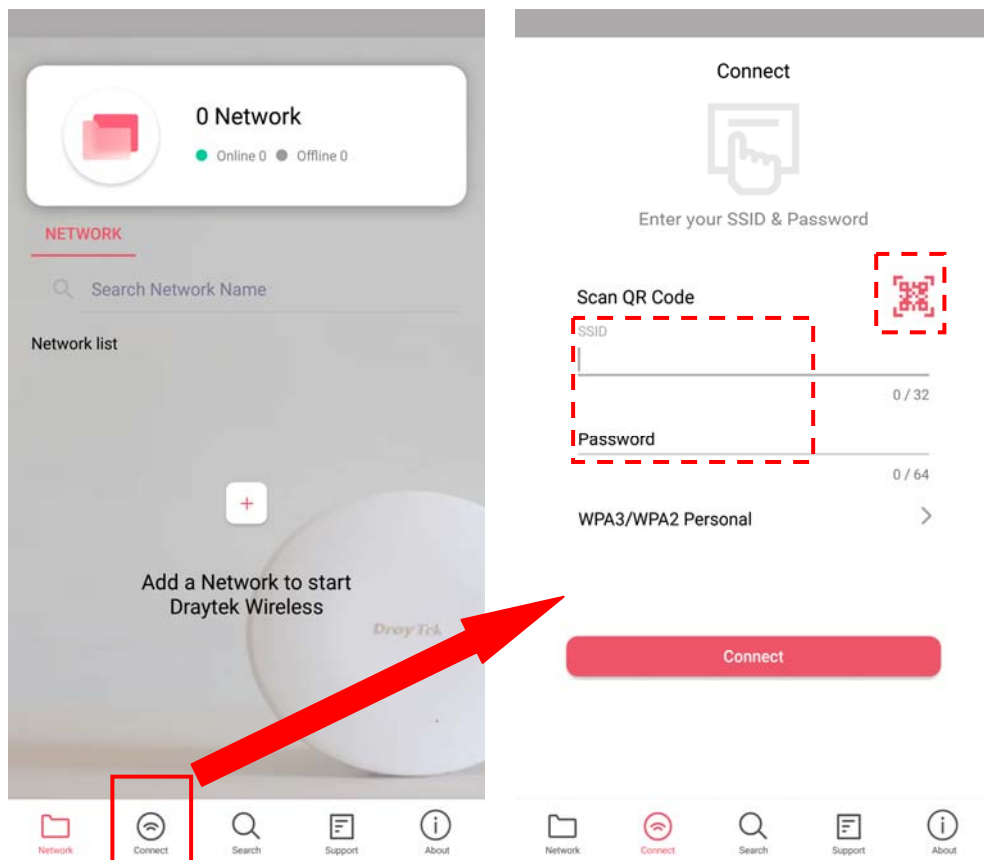 0 Network
Online 0
Offline 0
NETWORK
Search Network Name
Network list
+
Add a Network to start
Draytek Wireless
DrayTek
Network
Connect
Search
Support
About
Connect
Enter your SSID & Password
Scan QR Code
SSID
0 / 32
Password
0 / 64
WPA3/WPA2 Personal
Connect
Network
Connect
Search
Support
About